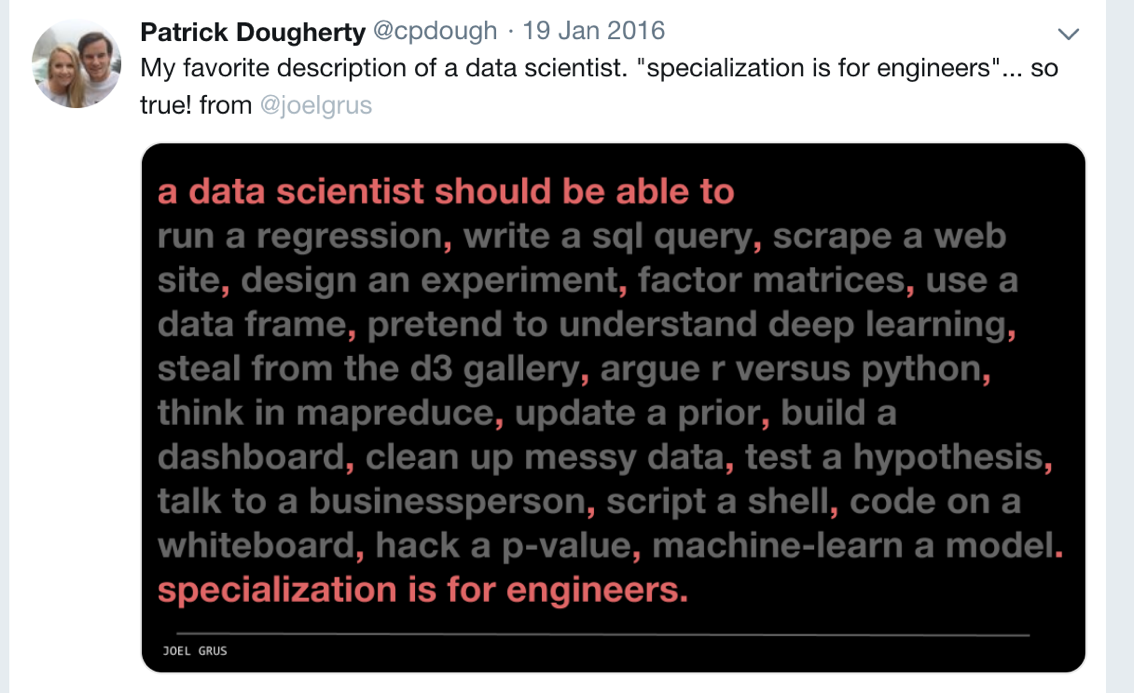 Patrick Dougherty @cpdough · 19 Jan 2016
My favorite description of a data scientist. "specialization is for engineers"... so
true! from @joelgrus
a data scientist should be able to
run a regression, write a sql query, scrape a web
site, design an experiment, factor matrices, use a
data frame, pretend to understand deep learning,
steal from the d3 gallery, argue r versus python,
think in mapreduce, update a prior, build a
dashboard, clean up messy data, test a hypothesis,
talk to a businessperson, script a shell, code on a
whiteboard, hack a p-value, machine-learn a model.
specialization is for engineers.
JOEL GRUS